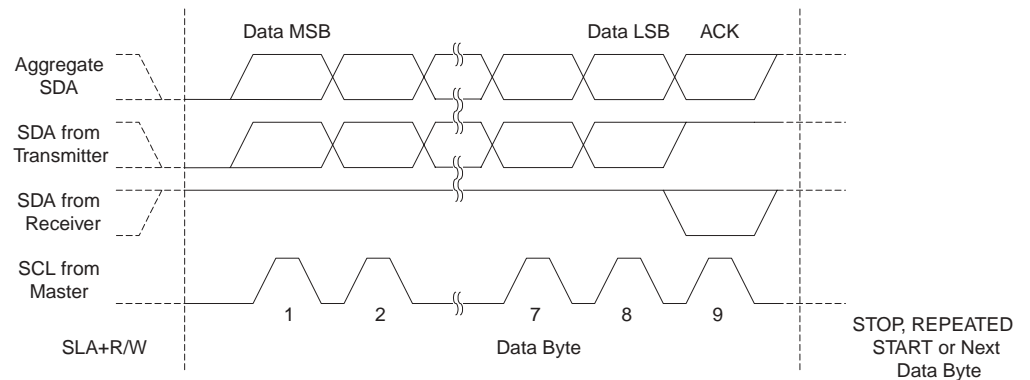 Data MSB
Data LSB
ACK
Aggregate
SDA
SDA from
Transmitter
SDA from
Receiver
SCL from
Master
1
2
7
8
9
SLA+R/W
Data Byte
STOP, REPEATED
START or Next
Data Byte